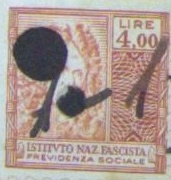 LIRE
4,00
ISTITVTO NAZ. FASCISTA
PREVIDENZA SOCIALE